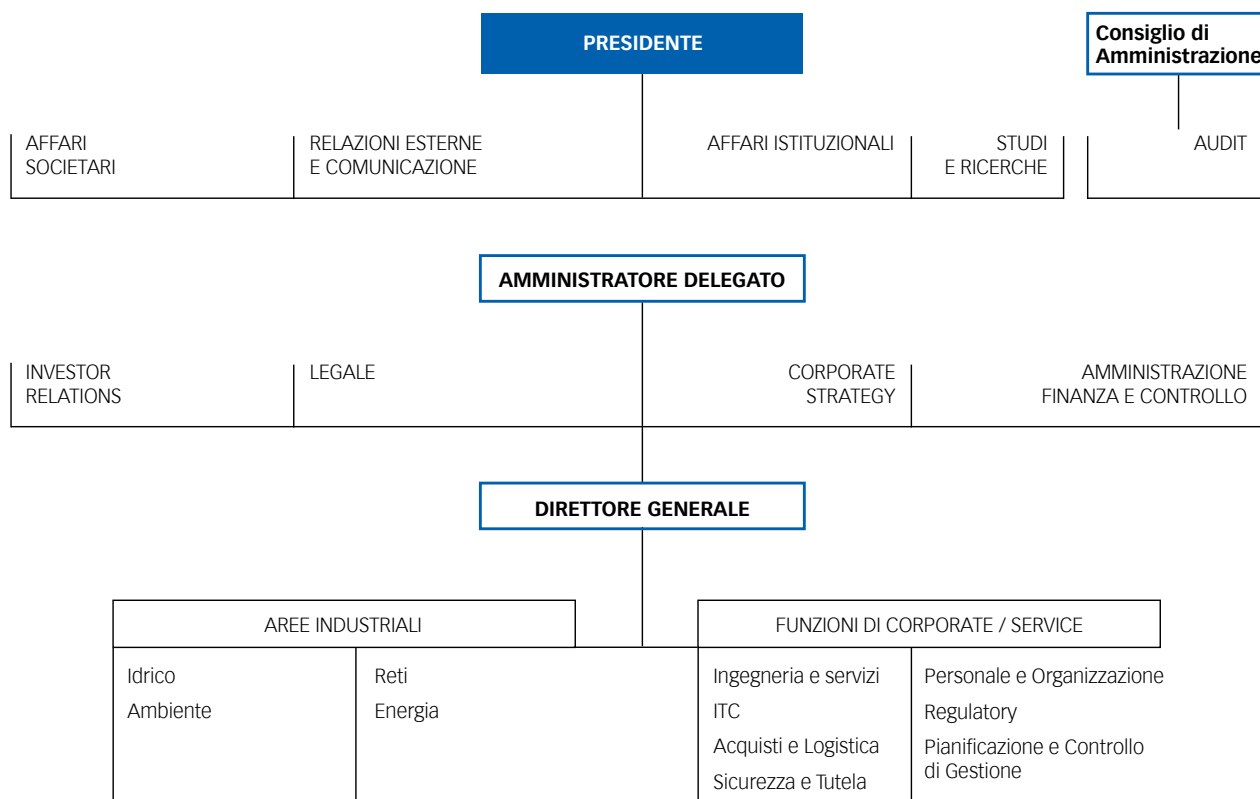 PRESIDENTE
Consiglio di
Amministrazione
AFFARI
SOCIETARI
RELAZIONI ESTERNE
E COMUNICAZIONE
AFFARI ISTITUZIONALI
STUDI
E RICERCHE
AUDIT
AMMINISTRATORE DELEGATO
INVESTOR
RELATIONS
LEGALE
CORPORATE
STRATEGY
AMMINISTRAZIONE
FINANZA E CONTROLLO
DIRETTORE GENERALE
AREE INDUSTRIALI
Idrico
Ambiente
Reti
Energia
FUNZIONI DI CORPORATE / SERVICE
Ingegneria e servizi
ITC
Acquisti e Logistica
Sicurezza e Tutela
Personale e Organizzazione
Regulatory
Pianificazione e Controllo
di Gestione